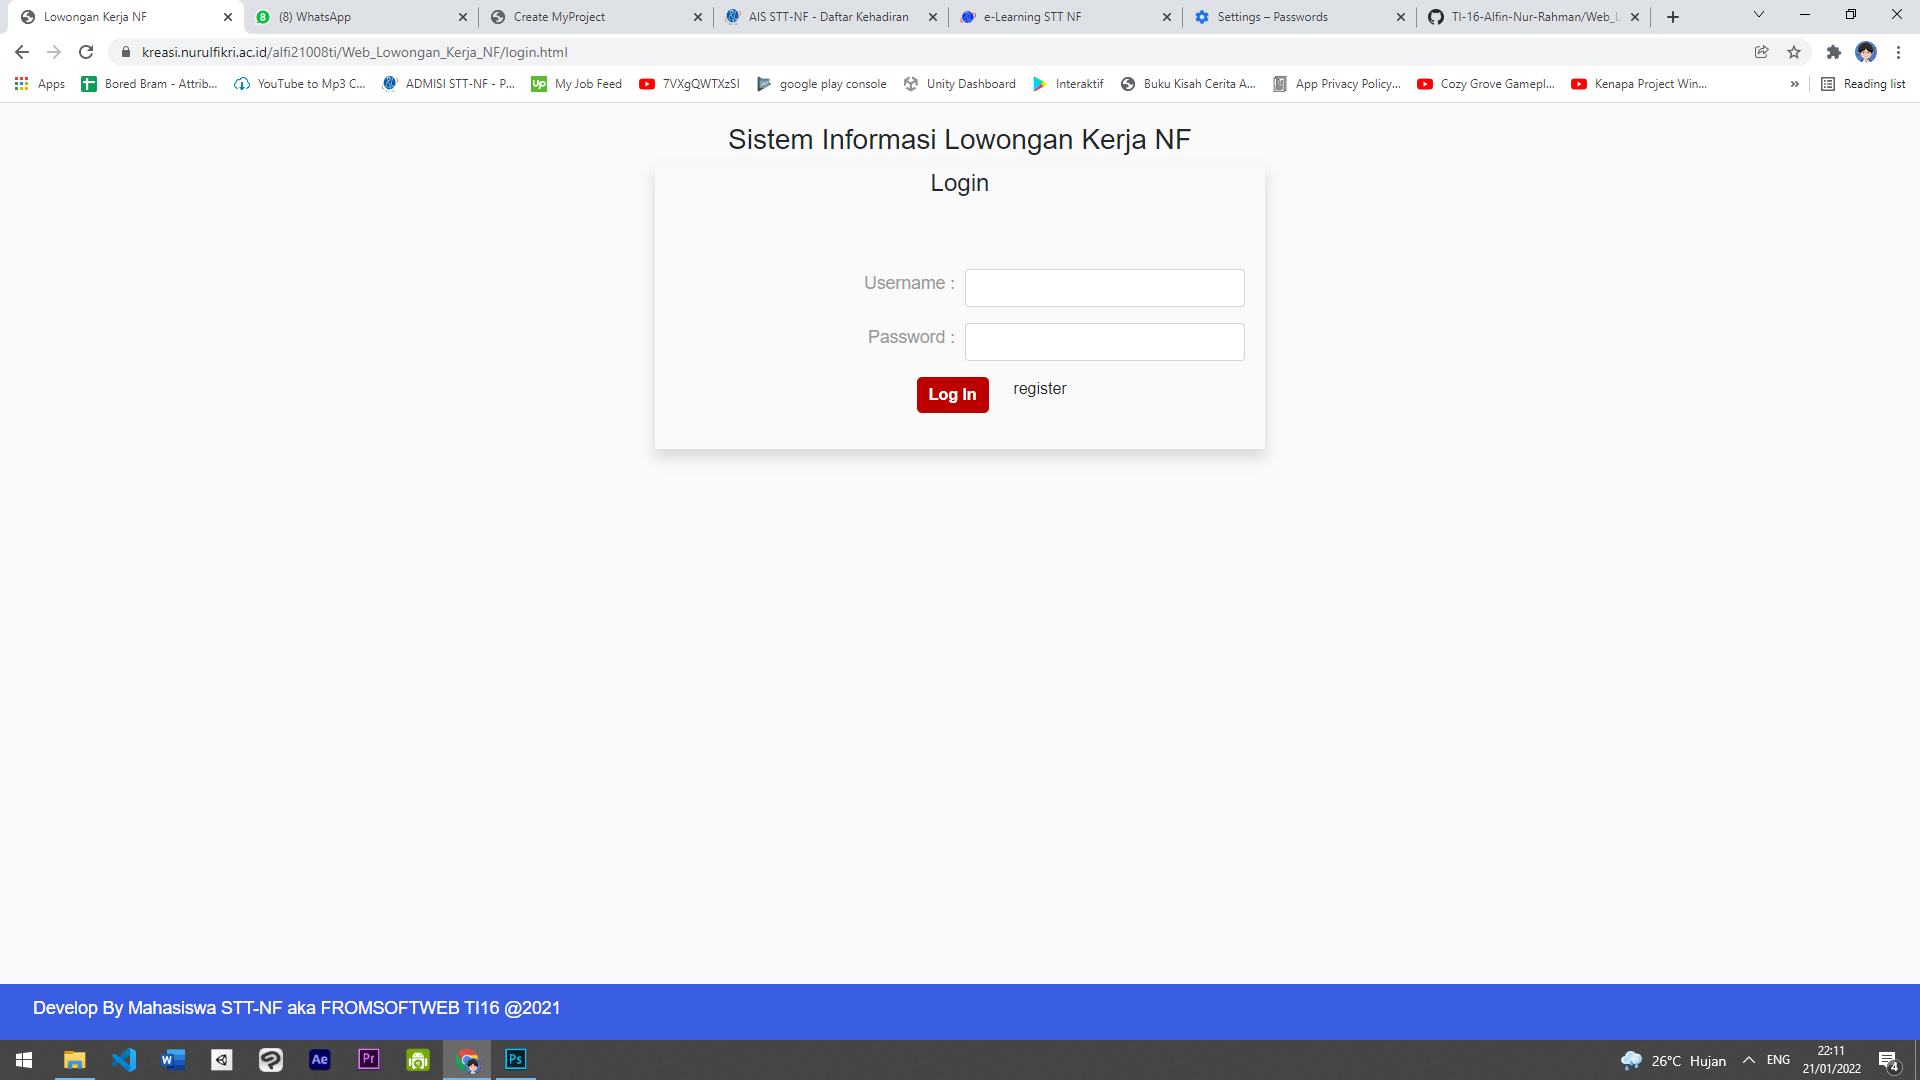 Lowongan Kerja NF
(8) WhatsApp
Create MyProject
AIS STT-NF - Daftar Kehadiran
e-Learning STT NF
Settings – Passwords
TI-16-Alfin-Nur-Rahman/Web_L
kreasi.nurulfikri.ac.id/alfi21008ti/Web_Lowongan_Kerja_NF/login.html
Apps
Bored Bram - Attrib...
YouTube to Mp3 C...
ADMISI STT-NF - P...
Up
My Job Feed
7VXgQWTXzSI
google play console
Unity Dashboard
Interaktif
Buku Kisah Cerita A...
App Privacy Policy...
Cozy Grove Gamepl...
Kenapa Project Win...
»
Reading list
Sistem Informasi Lowongan Kerja NF
Login
Username :
Password :
Log In
register
Develop By Mahasiswa STT-NF aka FROMSOFTWEB TI16 @2021
Ae
Pr
Ps
26°C Hujan
ENG
22:11
21/01/2022
4